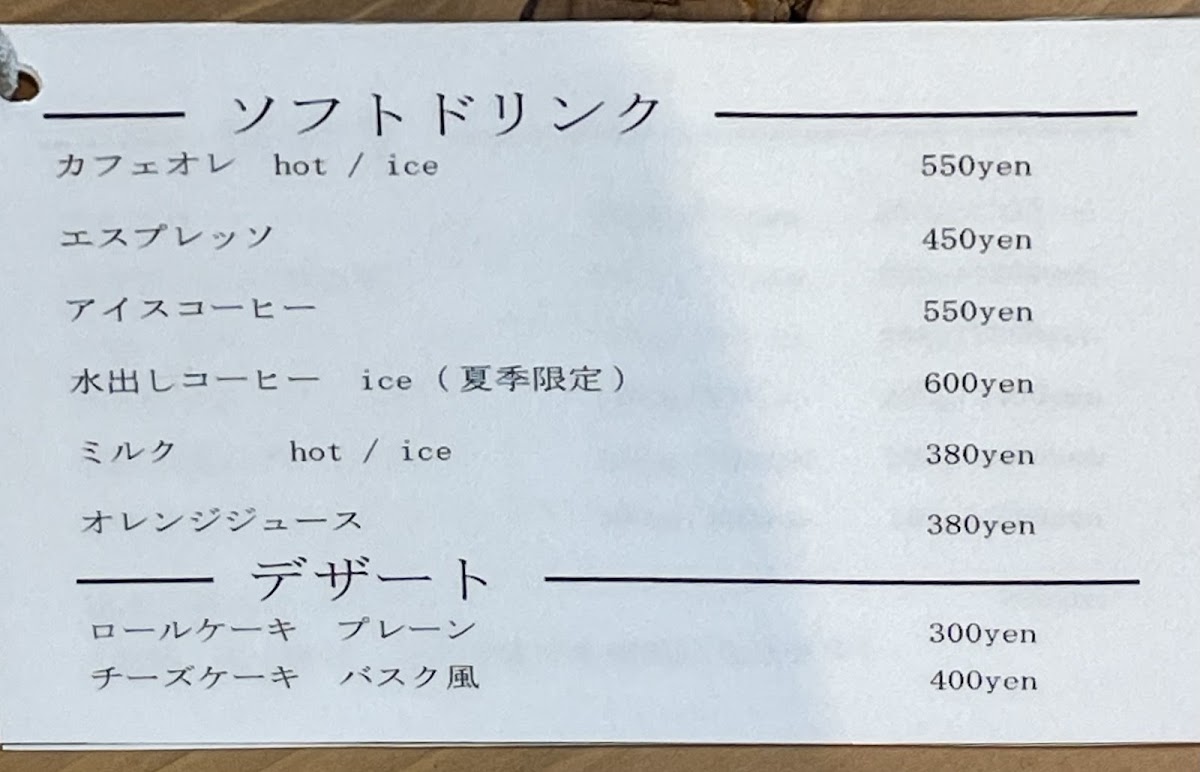 ソフトドリンク
カフェオレ　hot / ice　550yen
エスプレッソ　450yen
アイスコーヒー　550yen
水出しコーヒー　ice（夏季限定）　600yen
ミルク　hot / ice　380yen
オレンジジュース　380yen
デザート
ロールケーキ　プレーン　300yen
チーズケーキ　バスク風　400yen